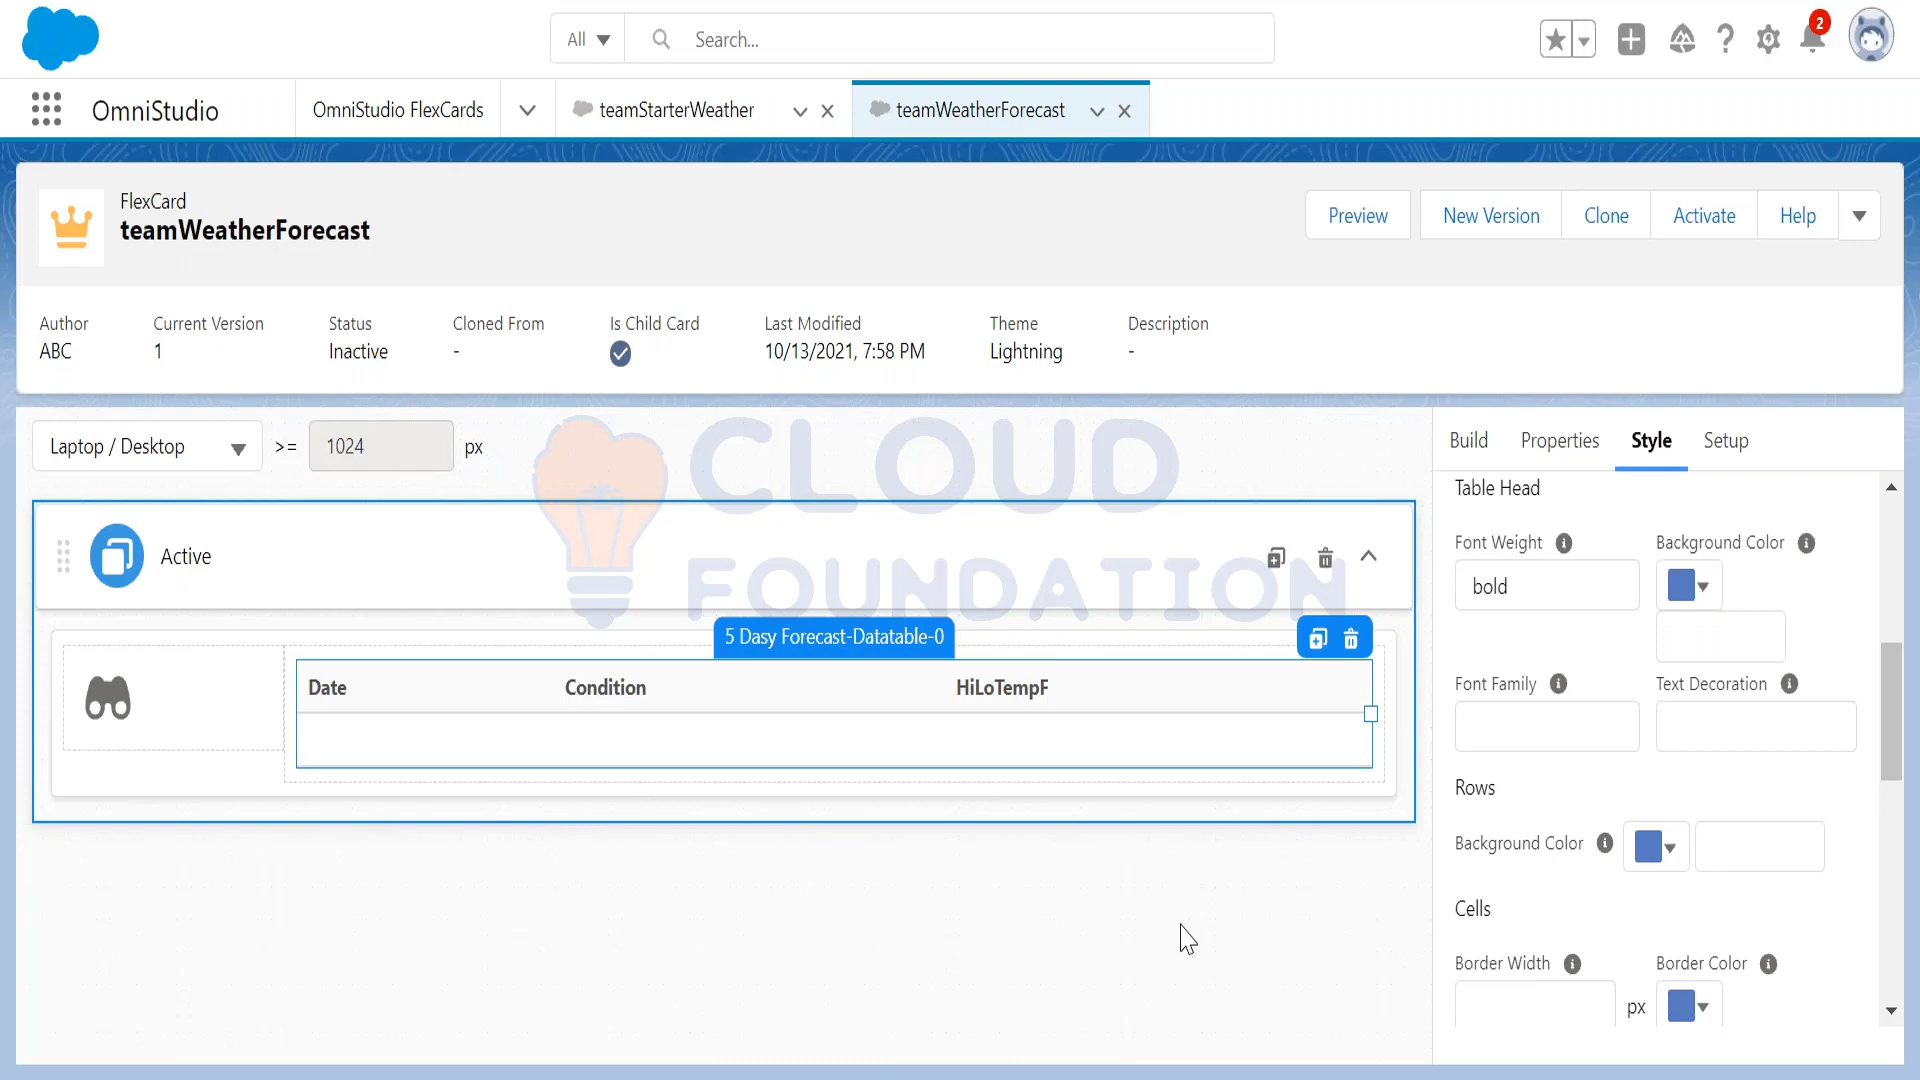 All
Search...
2
OmniStudio
OmniStudio FlexCards
teamStarterWeather
teamWeatherForecast
FlexCard
teamWeatherForecast
Preview
New Version
Clone
Activate
Help
Author
Current Version
Status
Cloned From
Is Child Card
Last Modified
Theme
Description
ABC
1
Inactive
-
10/13/2021, 7:58 PM
Lightning
-
Laptop / Desktop
>=
1024
px
CLOUD
FOUNDATION
Active
5 Dasy Forecast-Datatable-0
Date
Condition
HiLoTempF
Build
Properties
Style
Setup
Table Head
Font Weight
Background Color
bold
Font Family
Text Decoration
Rows
Background Color
Cells
Border Width
Border Color
px